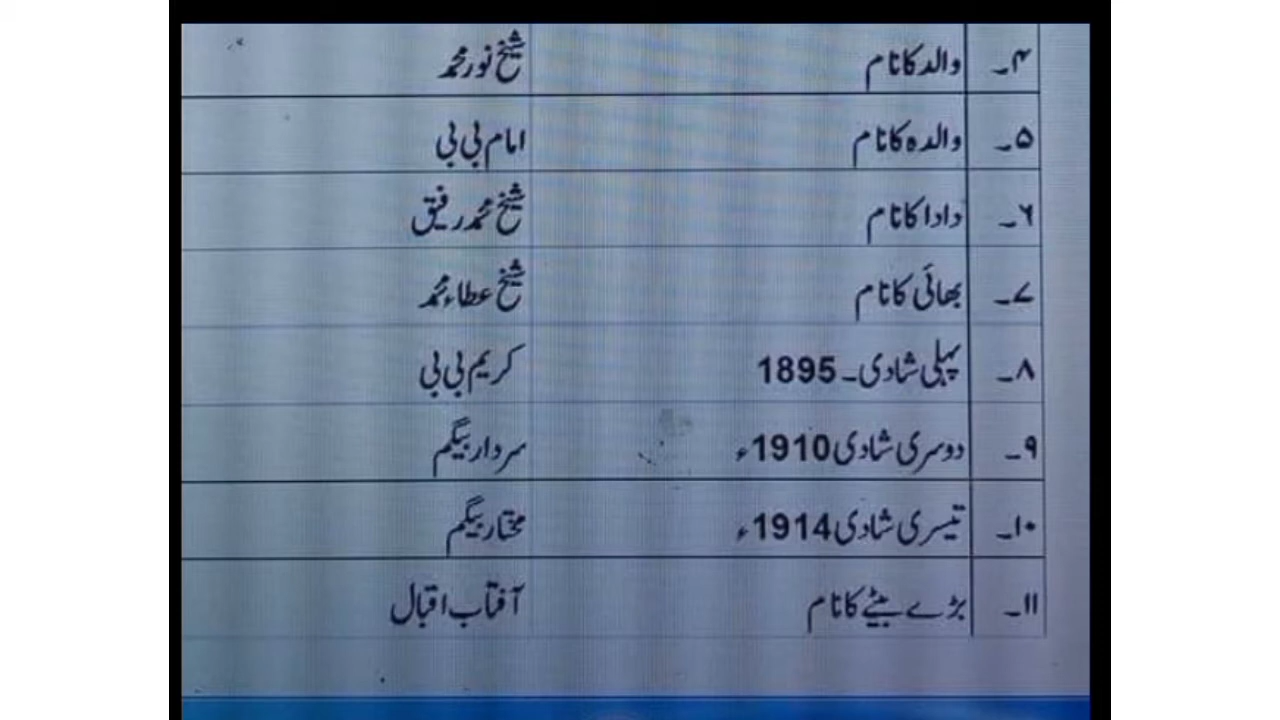 ۴۔ والد کا نام شیخ نور محمد
۵۔ والدہ کا نام امام بی بی
۶۔ دادا کا نام شیخ محمد رفیق
۷۔ بھائی کا نام شیخ عطاء محمد
۸۔ پہلی شادی۔ 1895 کریم بی بی
۹۔ دوسری شادی 1910ء سردار بیگم
۱۰۔ تیسری شادی 1914ء مختار بیگم
۱۱۔ بڑے بیٹے کا نام آفتاب اقبال